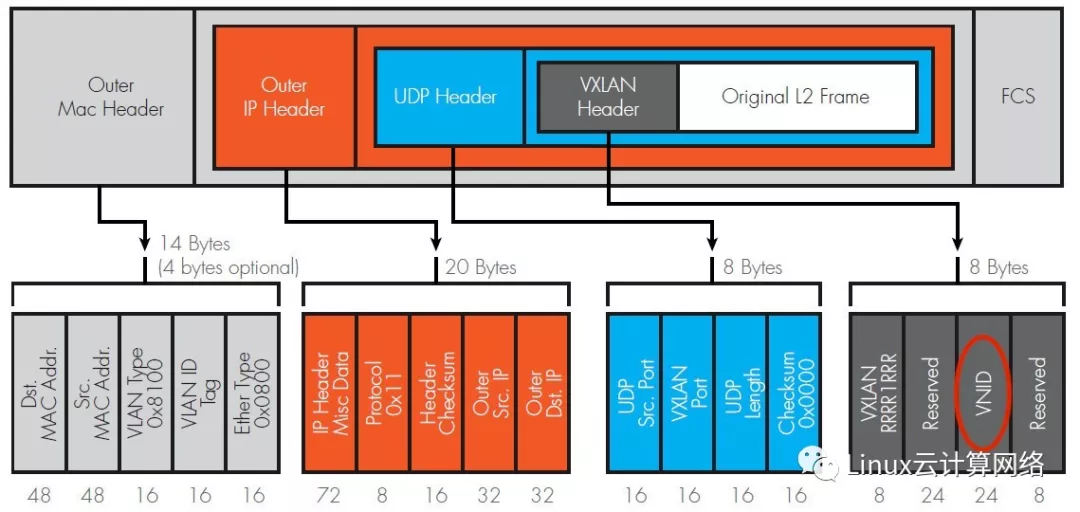 Outer
Mac Header
Outer
IP Header
UDP Header
VXLAN
Header
Original L2 Frame
FCS
14 Bytes
(4 bytes optional)
20 Bytes
8 Bytes
8 Bytes
Dst.
MAC Addr.
Src.
MAC Addr.
VLAN Type
0x8100
VLAN ID
Tag
Ether Type
0x0800
IP Header
Misc Data
Protocol
0x11
Header
Checksum
Outer
Src. IP
Outer
Dst. IP
UDP
Src. Port
VXLAN
Port
UDP
Length
Checksum
0x0000
VXLAN
RRRR1RRR
Reserved
VNID
Reserved
Linux云计算网络
48 48 16 16 16
72 8 16 32 32
16 16 16 16
8 24 24 8